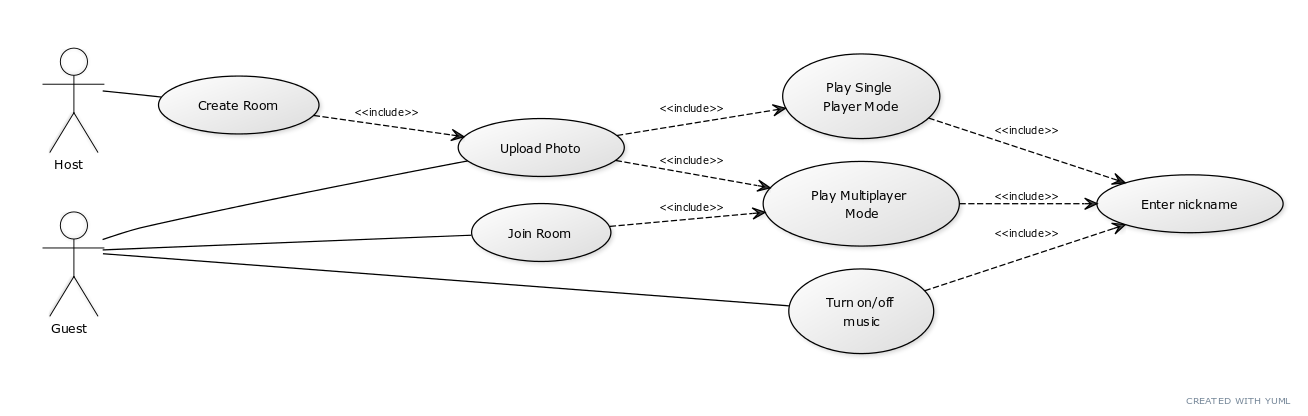 Host
Create Room
<<include>>
Upload Photo
<<include>>
Play Single
Player Mode
<<include>>
<<include>>
Play Multiplayer
Mode
<<include>>
Enter nickname
Join Room
<<include>>
<<include>>
Guest
Turn on/off
music
CREATED WITH YUML